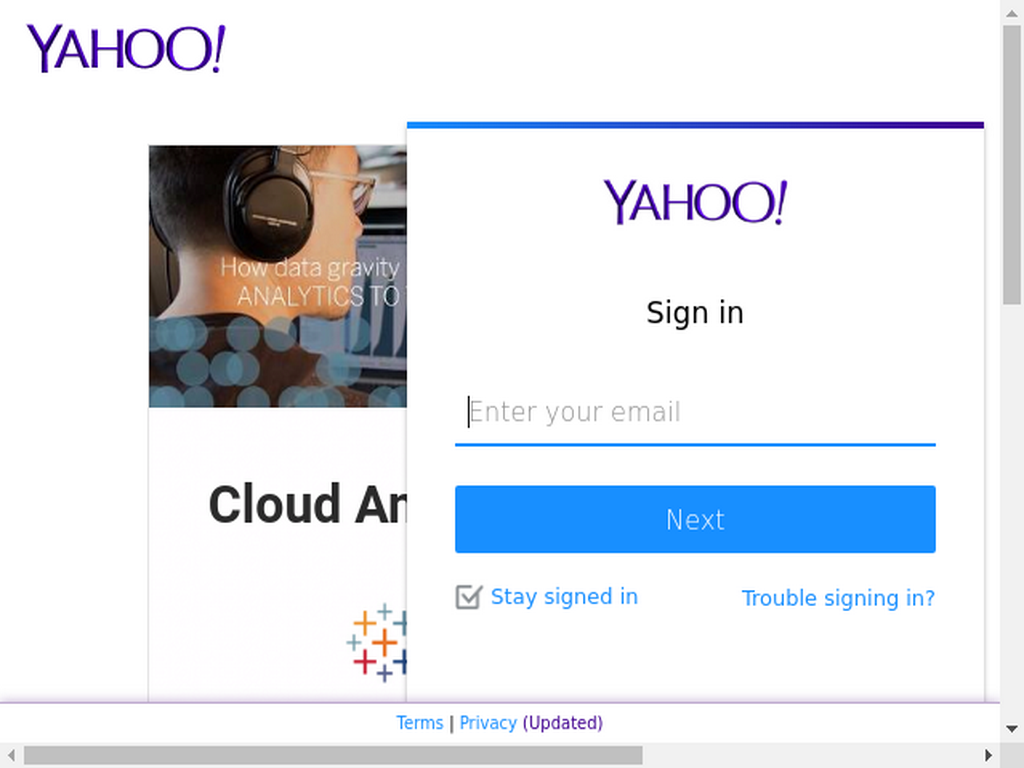 YAHOO!
YAHOO!
How data gravity
ANALYTICS TO
Sign in
Enter your email
Cloud An
Next
Stay signed in
Trouble signing in?
Terms | Privacy (Updated)